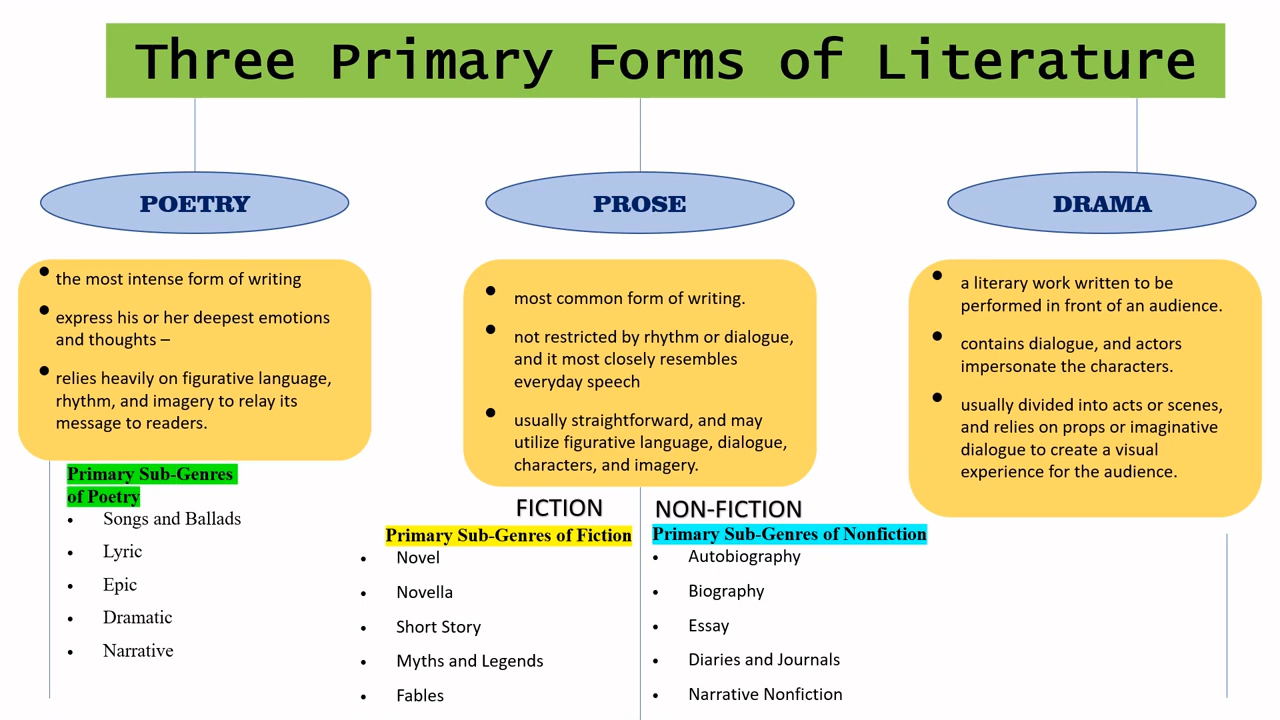 Three Primary Forms of Literature
POETRY
the most intense form of writing
express his or her deepest emotions
and thoughts –
relies heavily on figurative language,
rhythm, and imagery to relay its
message to readers.
Primary Sub-Genres
of Poetry
Songs and Ballads
Lyric
Epic
Dramatic
Narrative
PROSE
most common form of writing.
not restricted by rhythm or dialogue,
and it most closely resembles
everyday speech
usually straightforward, and may
utilize figurative language, dialogue,
characters, and imagery.
FICTION
Primary Sub-Genres of Fiction
Novel
Novella
Short Story
Myths and Legends
Fables
NON-FICTION
Primary Sub-Genres of Nonfiction
Autobiography
Biography
Essay
Diaries and Journals
Narrative Nonfiction
DRAMA
a literary work written to be
performed in front of an audience.
contains dialogue, and actors
impersonate the characters.
usually divided into acts or scenes,
and relies on props or imaginative
dialogue to create a visual
experience for the audience.